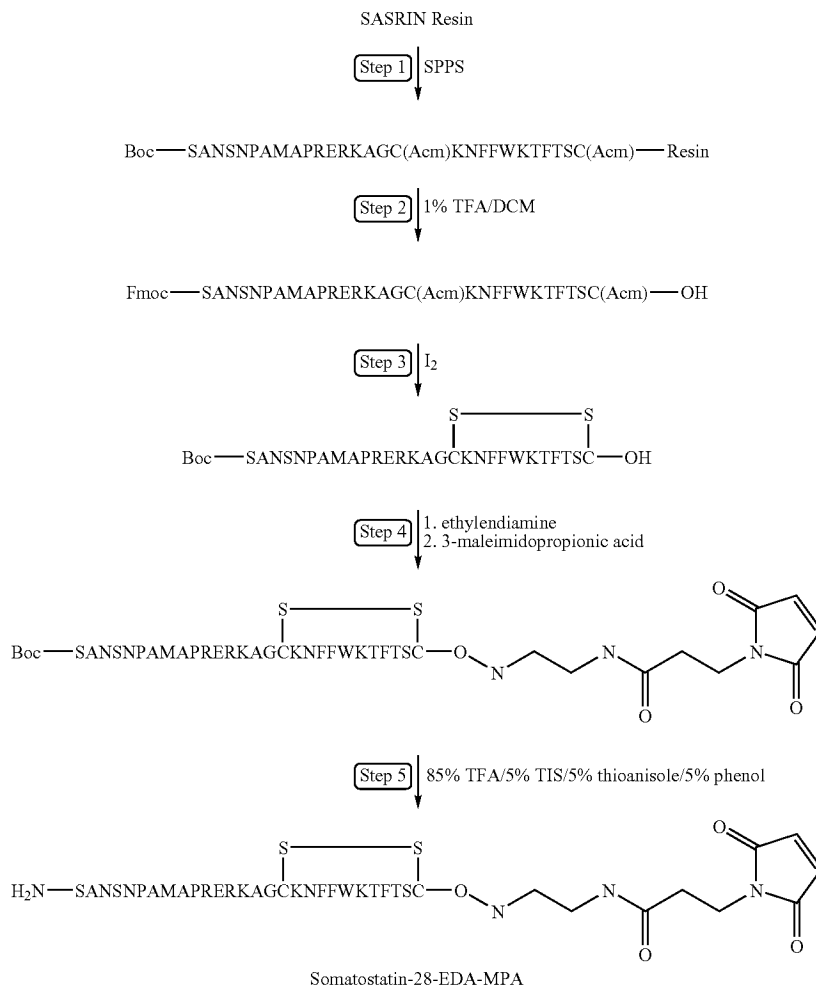 SASRIN Resin
Step 1 SPPS
Boc—SANSNPAMAPRERKAGC(Acm)KNFFWKTFTSC(Acm)—Resin
Step 2 1% TFA/DCM
Fmoc—SANSNPAMAPRERKAGC(Acm)KNFFWKTFTSC(Acm)—OH
Step 3 I₂
S S
Boc—SANSNPAMAPRERKAGCKNFFWKTFTSC—OH
Step 4 1. ethylendiamine
2. 3-maleimidopropionic acid
O
S S
Boc—SANSNPAMAPRERKAGCKNFFWKTFTSC—O N N N
O O
Step 5 85% TFA/5% TIS/5% thioanisole/5% phenol
O
S S
H₂N—SANSNPAMAPRERKAGCKNFFWKTFTSC—O N N N
O O
Somatostatin-28-EDA-MPA